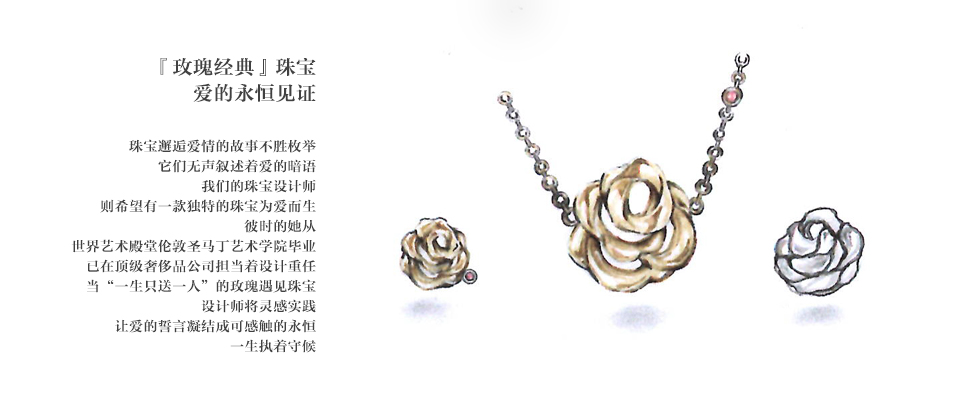 『玫瑰经典』珠宝
爱的永恒见证
珠宝邂逅爱情的故事不胜枚举
它们无声叙述着爱的暗语
我们的珠宝设计师
则希望有一款独特的珠宝为爱而生
彼时的她从
世界艺术殿堂伦敦圣马丁艺术学院毕业
已在顶级奢侈品公司担当着设计重任
当“一生只送一人”的玫瑰遇见珠宝
设计师将灵感实践
让爱的誓言凝结成可感触的永恒
一生执着守候